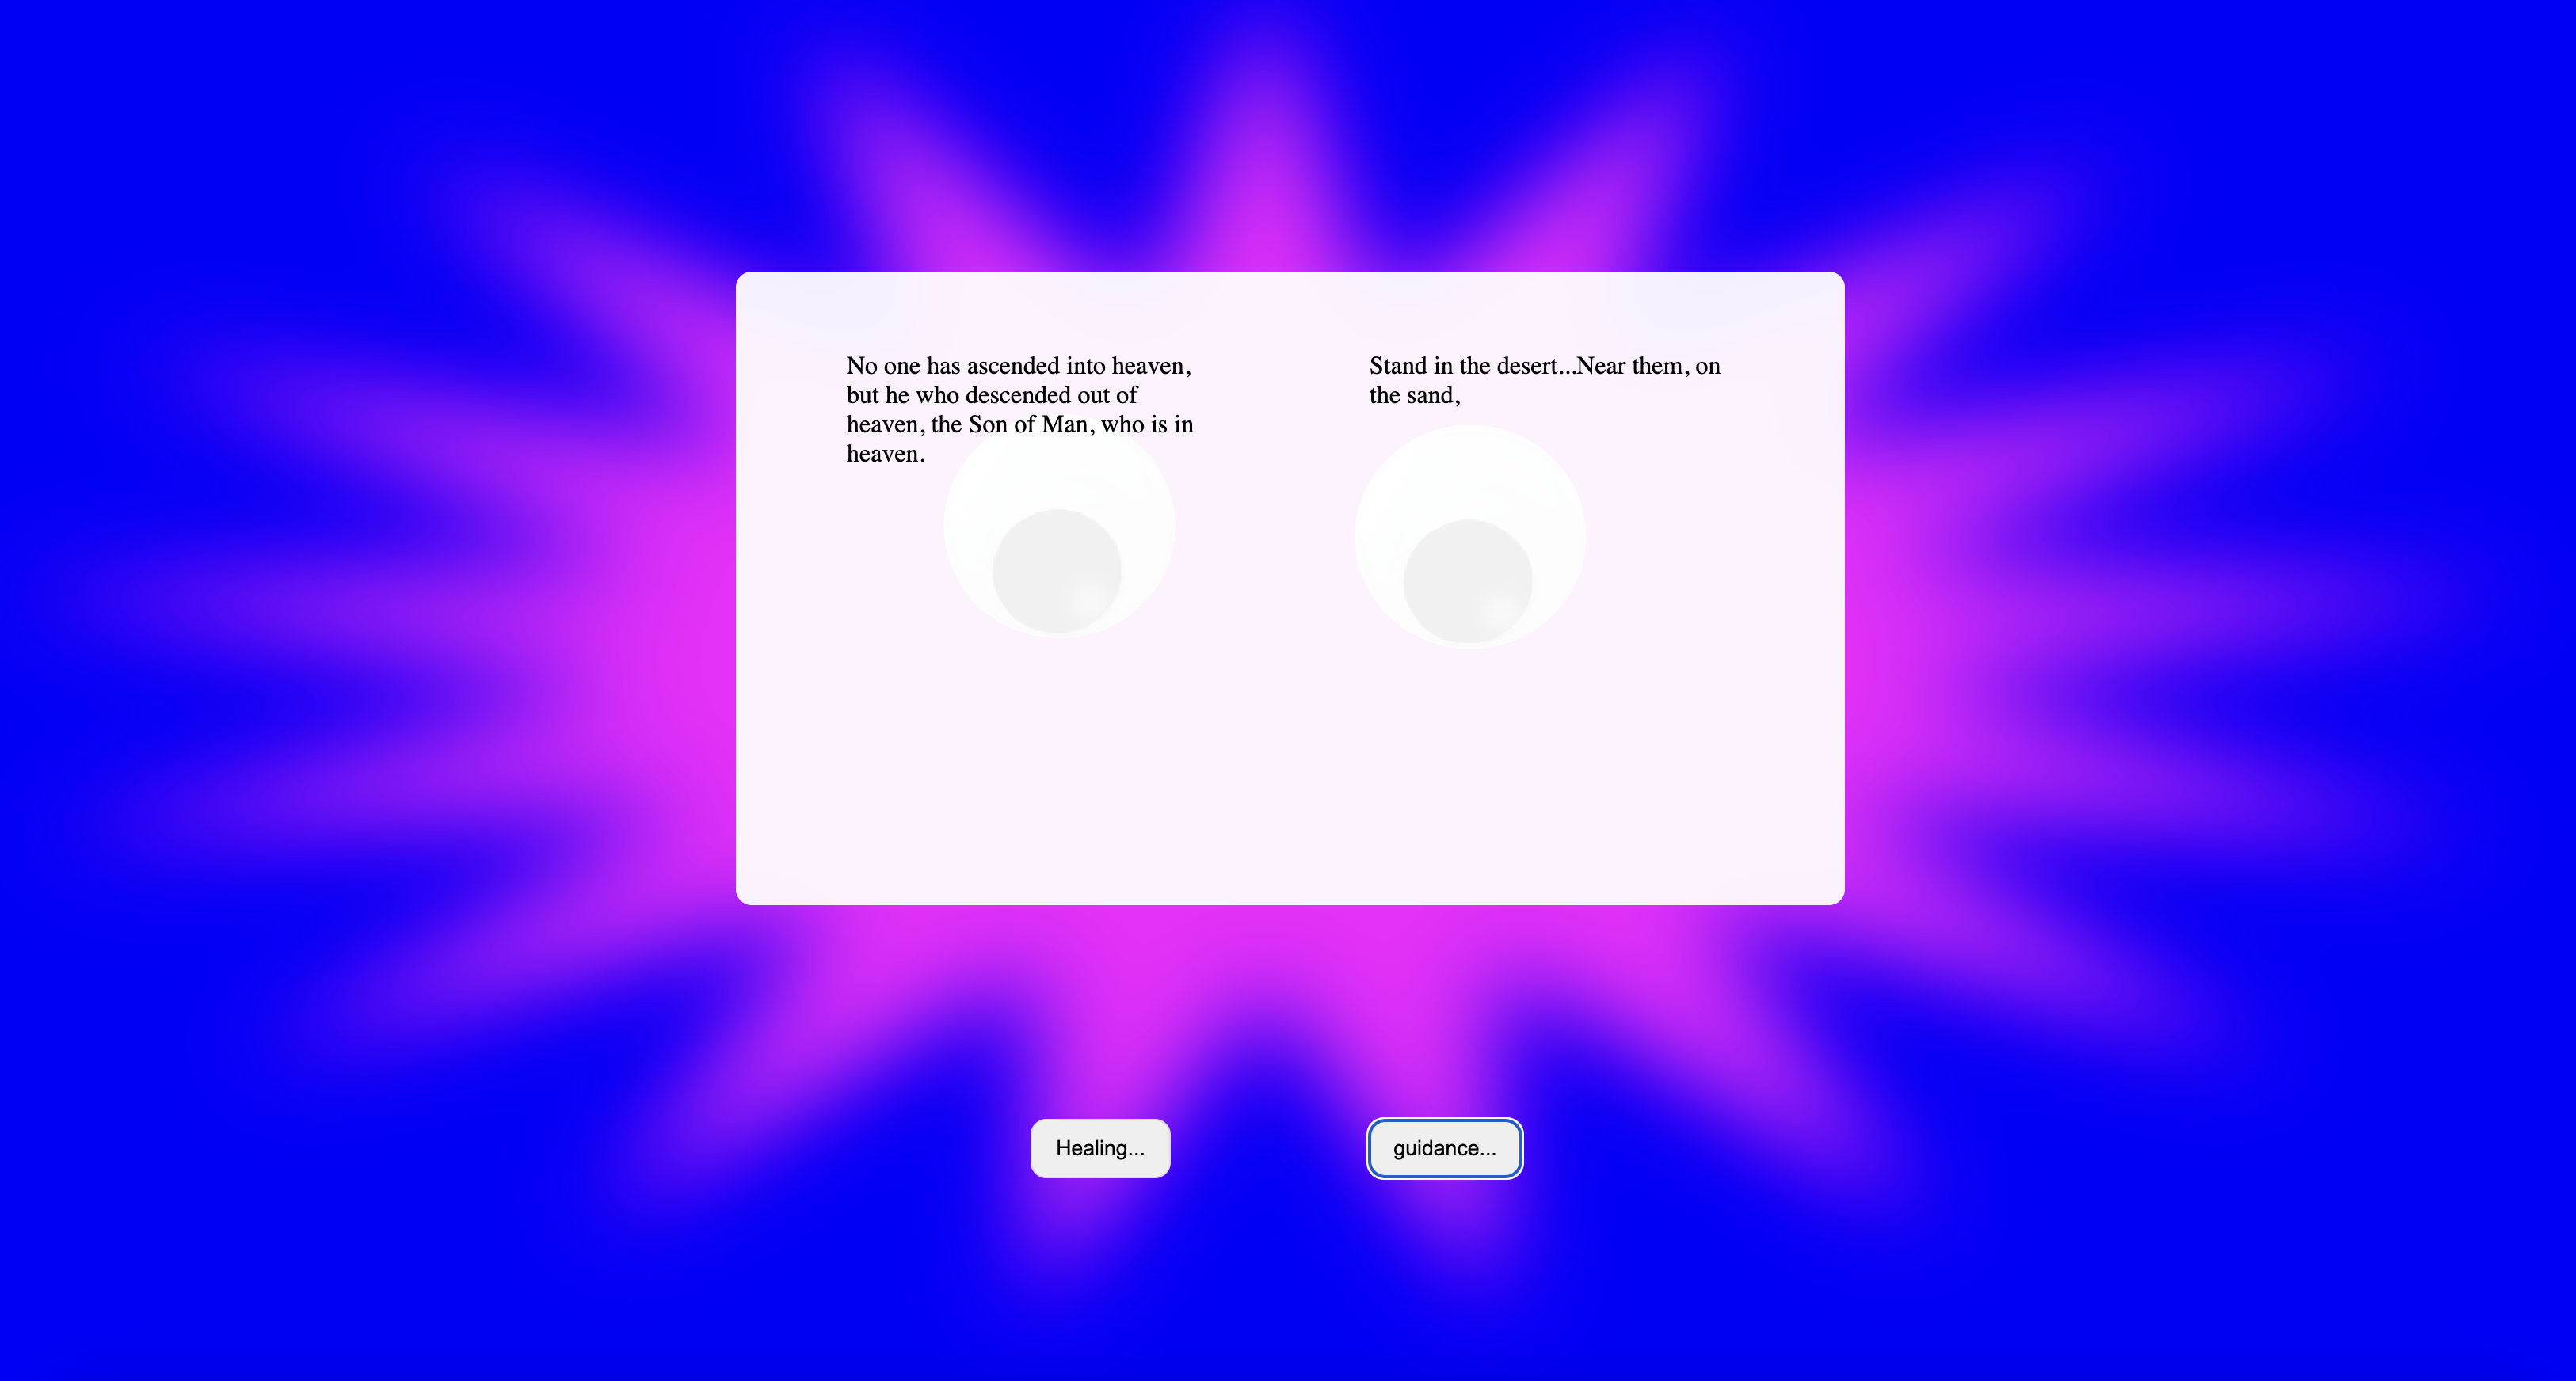 No one has ascended into heaven,
but he who descended out of
heaven, the Son of Man, who is in
heaven.
Stand in the desert...Near them, on
the sand,
Healing...
guidance...